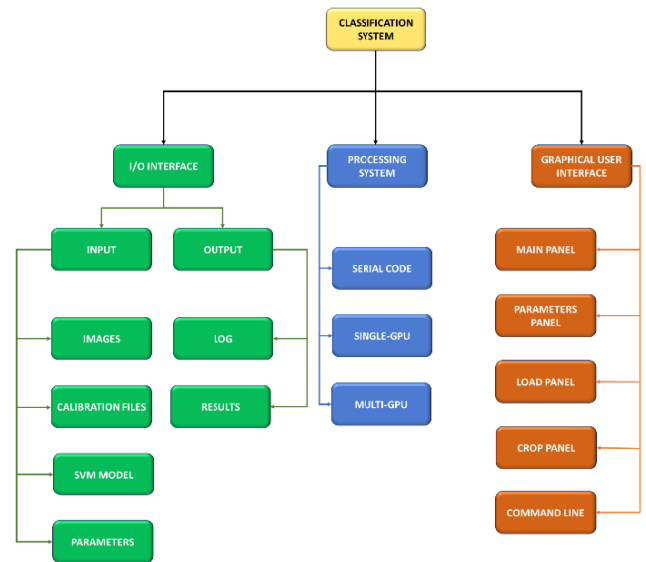 CLASSIFICATION
SYSTEM
I/O INTERFACE
PROCESSING
SYSTEM
GRAPHICAL USER
INTERFACE
INPUT
OUTPUT
IMAGES
CALIBRATION FILES
SVM MODEL
PARAMETERS
LOG
RESULTS
SERIAL CODE
SINGLE-GPU
MULTI-GPU
MAIN PANEL
PARAMETERS
PANEL
LOAD PANEL
CROP PANEL
COMMAND LINE